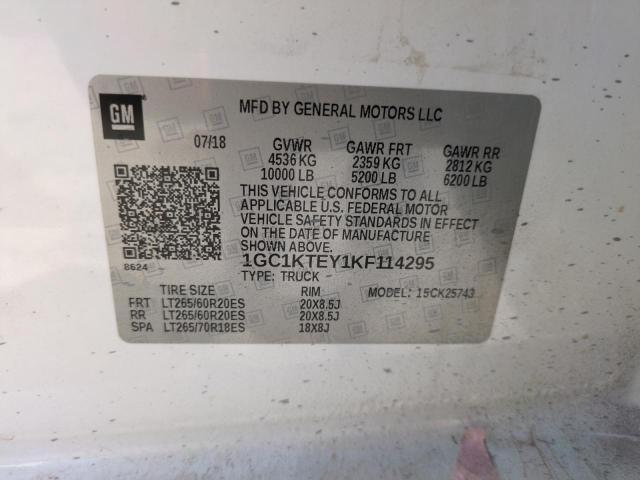 GM
MFD BY GENERAL MOTORS LLC
07/18 GVWR GAWR FRT GAWR RR
4536 KG 2359 KG 2812 KG
10000 LB 5200 LB 6200 LB
THIS VEHICLE CONFORMS TO ALL
APPLICABLE U.S. FEDERAL MOTOR
VEHICLE SAFETY STANDARDS IN EFFECT
ON THE DATE OF MANUFACTURE
SHOWN ABOVE.
8624 1GC1KTEY1KF114295
TYPE: TRUCK
TIRE SIZE RIM MODEL: 15CK25743
FRT LT265/60R20ES 20X8.5J
RR LT265/60R20ES 20X8.5J
SPA LT265/70R18ES 18X8J